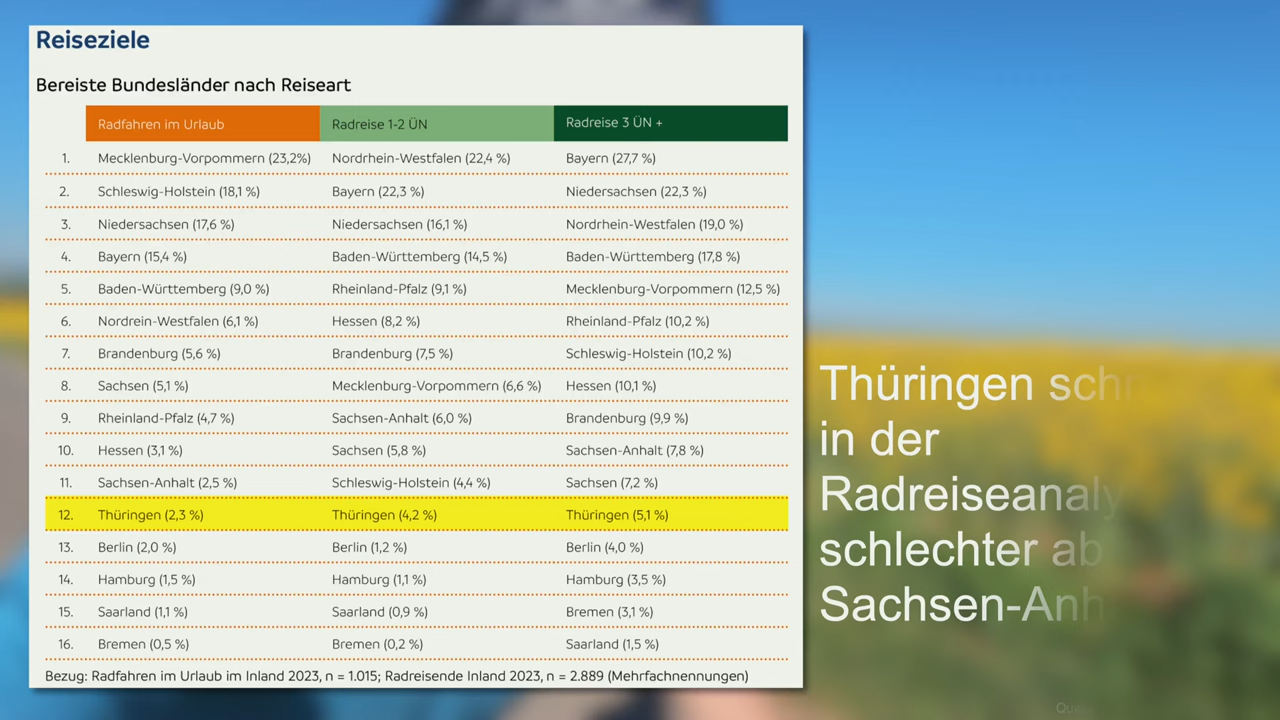 Reiseziele
Bereiste Bundesländer nach Reiseart
Radfahren im Urlaub Radreise 1-2 ÜN Radreise 3 ÜN +
1. Mecklenburg-Vorpommern (23,2%) Nordrhein-Westfalen (22,4 %) Bayern (27,7 %)
2. Schleswig-Holstein (18,1 %) Bayern (22,3 %) Niedersachsen (22,3 %)
3. Niedersachsen (17,6 %) Niedersachsen (16,1 %) Nordrhein-Westfalen (19,0 %)
4. Bayern (15,4 %) Baden-Württemberg (14,5 %) Baden-Württemberg (17,8 %)
5. Baden-Württemberg (9,0 %) Rheinland-Pfalz (9,1 %) Mecklenburg-Vorpommern (12,5 %)
6. Nordrein-Westfalen (6,1 %) Hessen (8,2 %) Rheinland-Pfalz (10,2 %)
7. Brandenburg (5,6 %) Brandenburg (7,5 %) Schleswig-Holstein (10,2 %)
8. Sachsen (5,1 %) Mecklenburg-Vorpommern (6,6 %) Hessen (10,1 %)
9. Rheinland-Pfalz (4,7 %) Sachsen-Anhalt (6,0 %) Brandenburg (9,9 %)
10. Hessen (3,1 %) Sachsen (5,8 %) Sachsen-Anhalt (7,8 %)
11. Sachsen-Anhalt (2,5 %) Schleswig-Holstein (4,4 %) Sachsen (7,2 %)
12. Thüringen (2,3 %) Thüringen (4,2 %) Thüringen (5,1 %)
13. Berlin (2,0 %) Berlin (1,2 %) Berlin (4,0 %)
14. Hamburg (1,5 %) Hamburg (1,1 %) Hamburg (3,5 %)
15. Saarland (1,1 %) Saarland (0,9 %) Bremen (3,1 %)
16. Bremen (0,5 %) Bremen (0,2 %) Saarland (1,5 %)
Bezug: Radfahren im Urlaub im Inland 2023, n = 1.015; Radreisende Inland 2023, n = 2.889 (Mehrfachnennungen)
Thüringen
in der
Radreiseanaly
schlechter ab
Sachsen-Anh